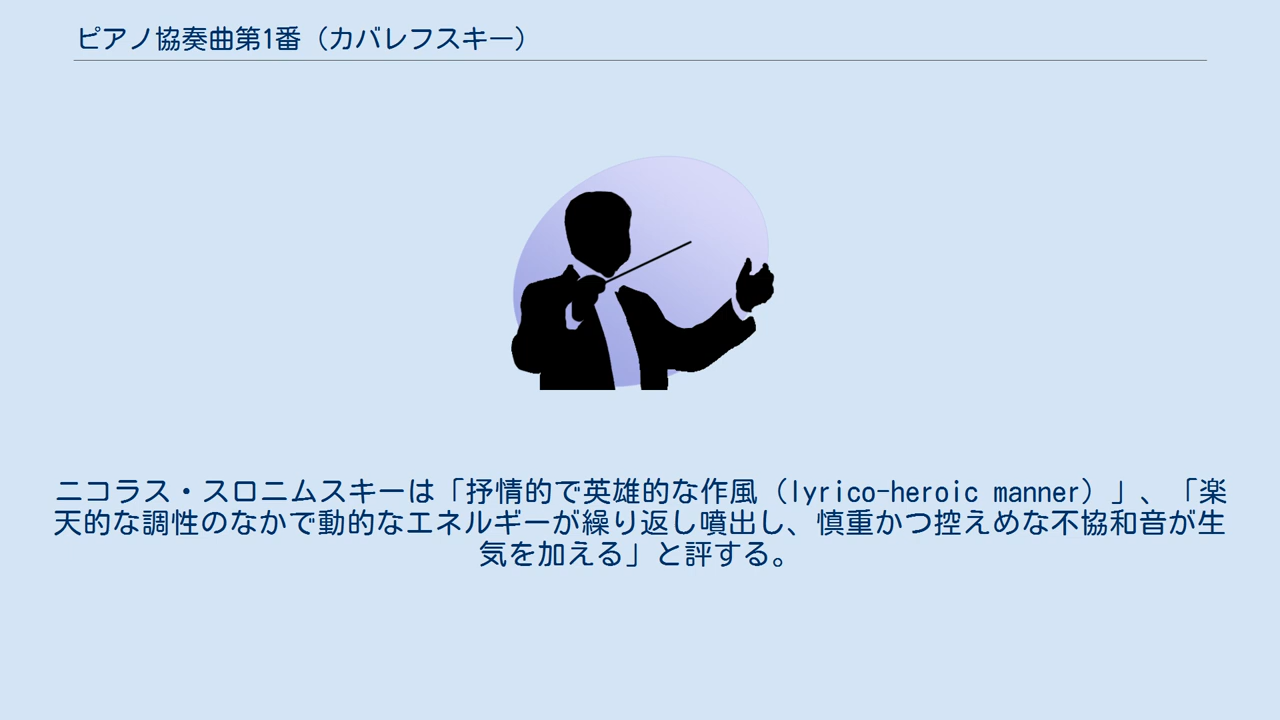 ピアノ協奏曲第1番（カバレフスキー）
ニコラス・スロニムスキーは「抒情的で英雄的な作風（lyrico-heroic manner）」、「楽
天的な調性のなかで動的なエネルギーが繰り返し噴出し、慎重かつ控えめな不協和音が生
気を加える」と評する。